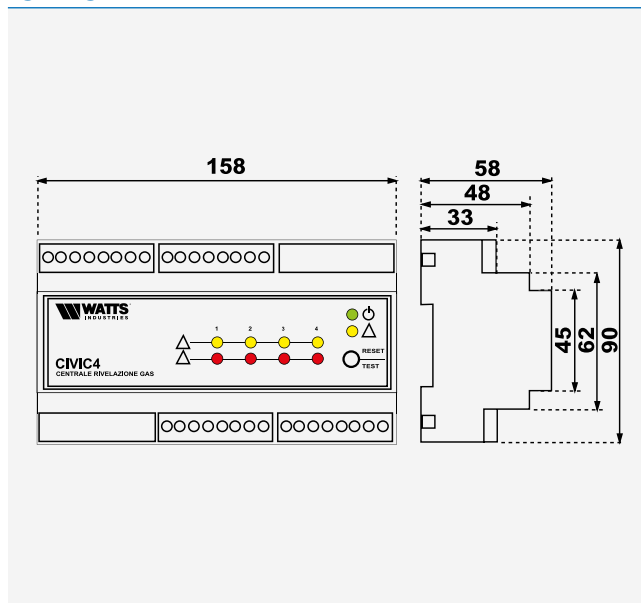 158
58
48
33
WATTS
INDUSTRIES
1 2 3 4
RESET
TEST
CIVIC4
CENTRALE RIVELAZIONE GAS
45
62
90